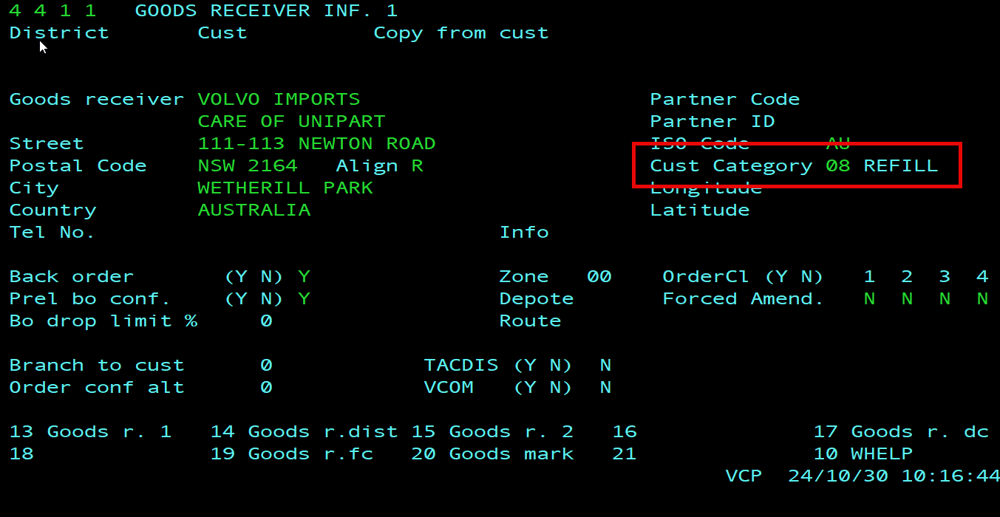 4 4 1 1 GOODS RECEIVER INF. 1
District Cust Copy from cust
Goods receiver VOLVO IMPORTS Partner Code
CARE OF UNIPART Partner ID
Street 111-113 NEWTON ROAD ISO Code AU
Postal Code NSW 2164 Align R Cust Category 08 REFILL
City WETHERILL PARK Longitude
Country AUSTRALIA Latitude
Tel No. Info
Back order (Y N) Y Zone 00 OrderCl (Y N) 1 2 3 4
Prel bo conf. (Y N) Y Depote Forced Amend. N N N N
Bo drop limit % 0 Route
Branch to cust 0 TACDIS (Y N) N
Order conf alt 0 VCOM (Y N) N
13 Goods r. 1 14 Goods r.dist 15 Goods r. 2 16 17 Goods r. dc
18 19 Goods r.fc 20 Goods mark 21 10 WHELP
VCP 24/10/30 10:16:44